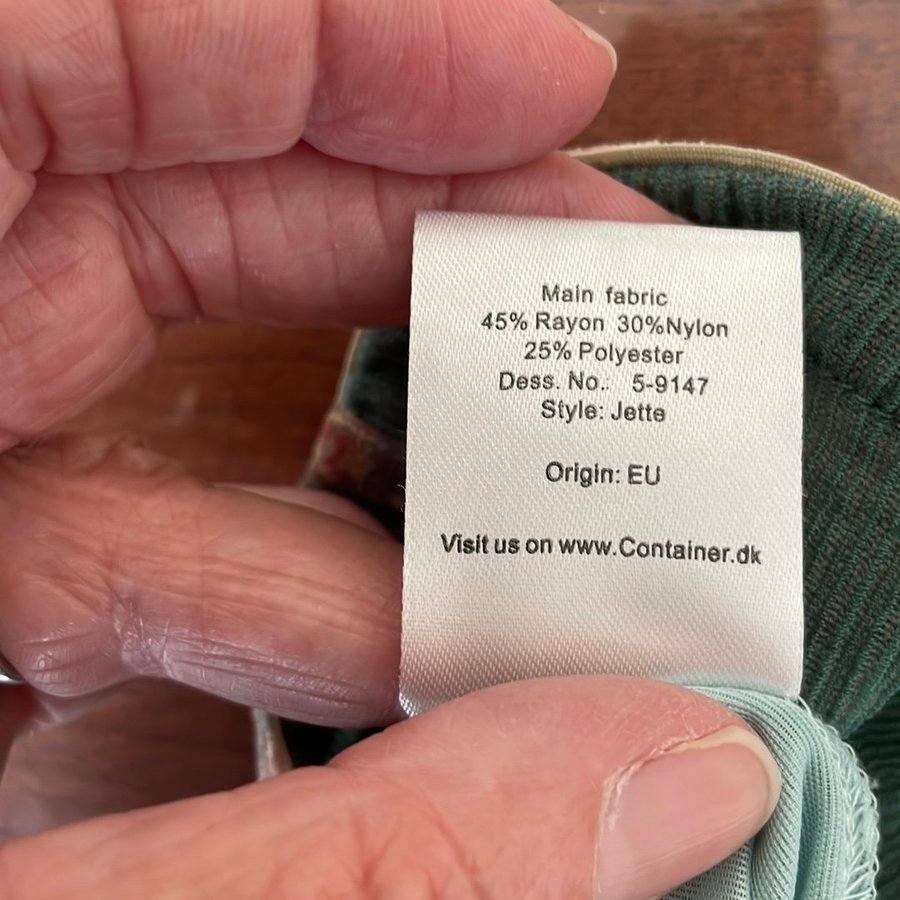 Main fabric
45% Rayon 30%Nylon
25% Polyester
Dess. No.: 5-9147
Style: Jette
Origin: EU
Visit us on www.Container.dk